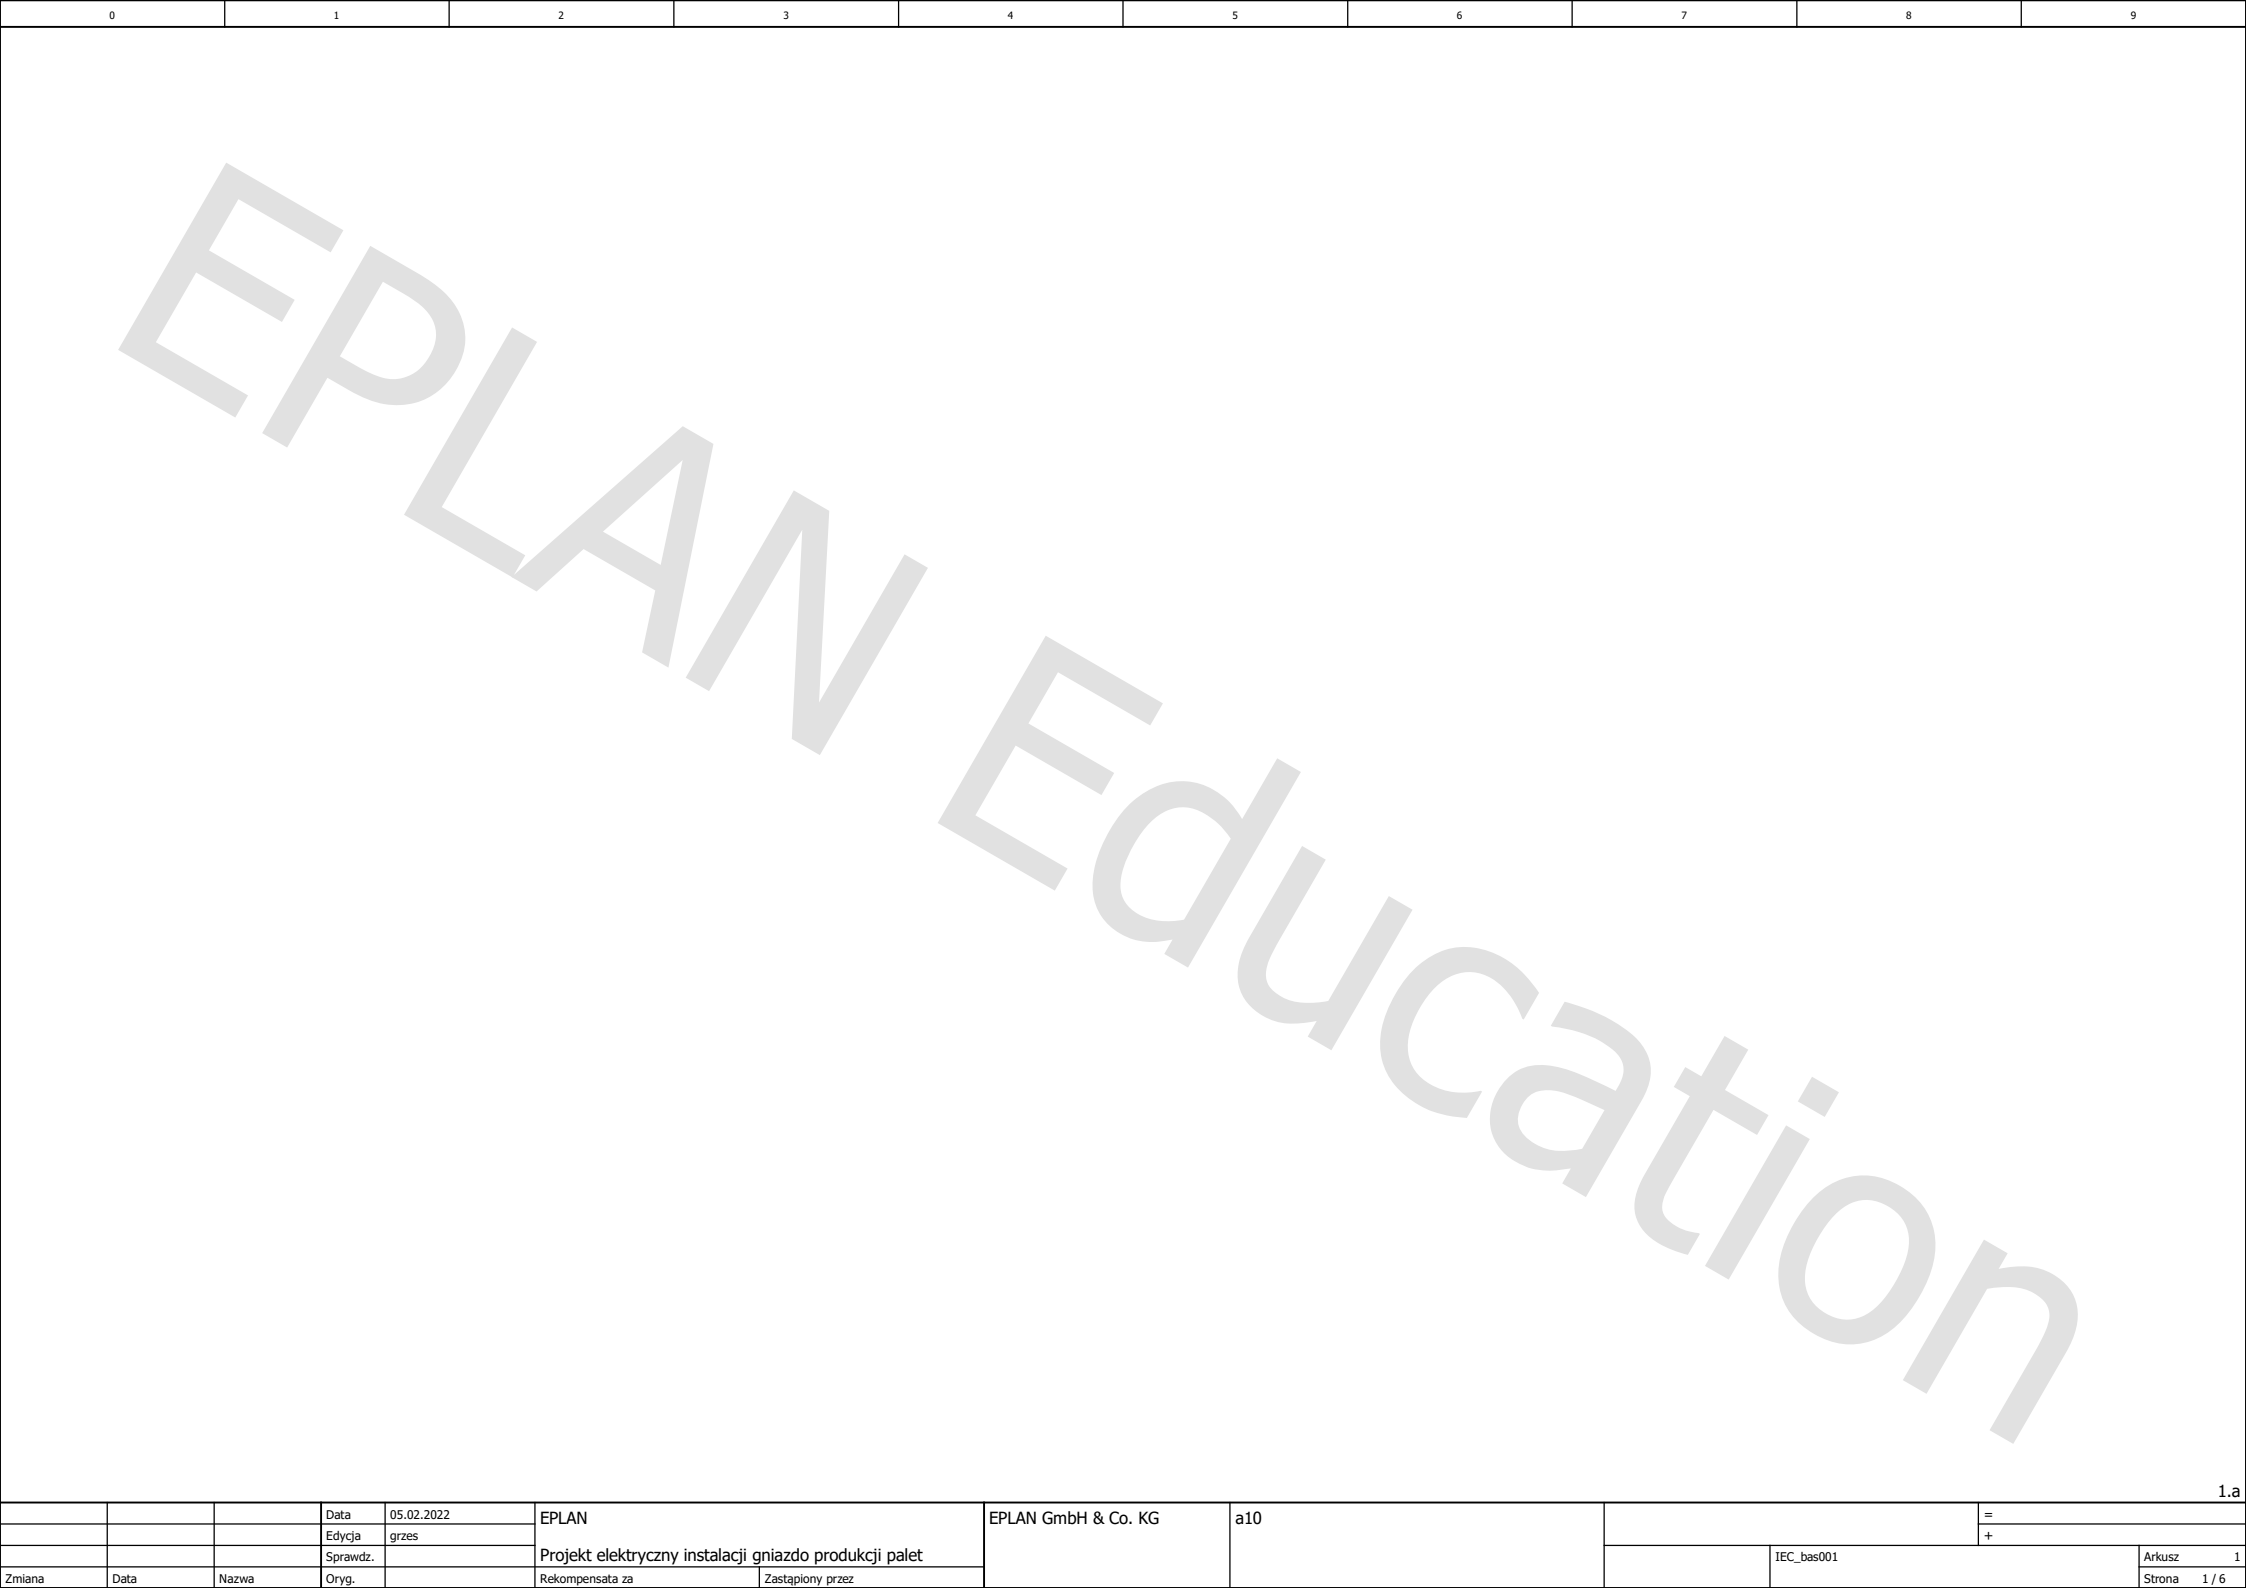 0 1 2 3 4 5 6 7 8 9
EPLAN Education
1.a
Data 05.02.2022 EPLAN EPLAN GmbH & Co. KG a10 =
Edycja grzes +
Sprawdz. Projekt elektryczny instalacji gniazdo produkcji palet IEC_bas001 Arkusz 1
Zmiana Data Nazwa Oryg. Rekompensata za Zastąpiony przez Strona 1 / 6